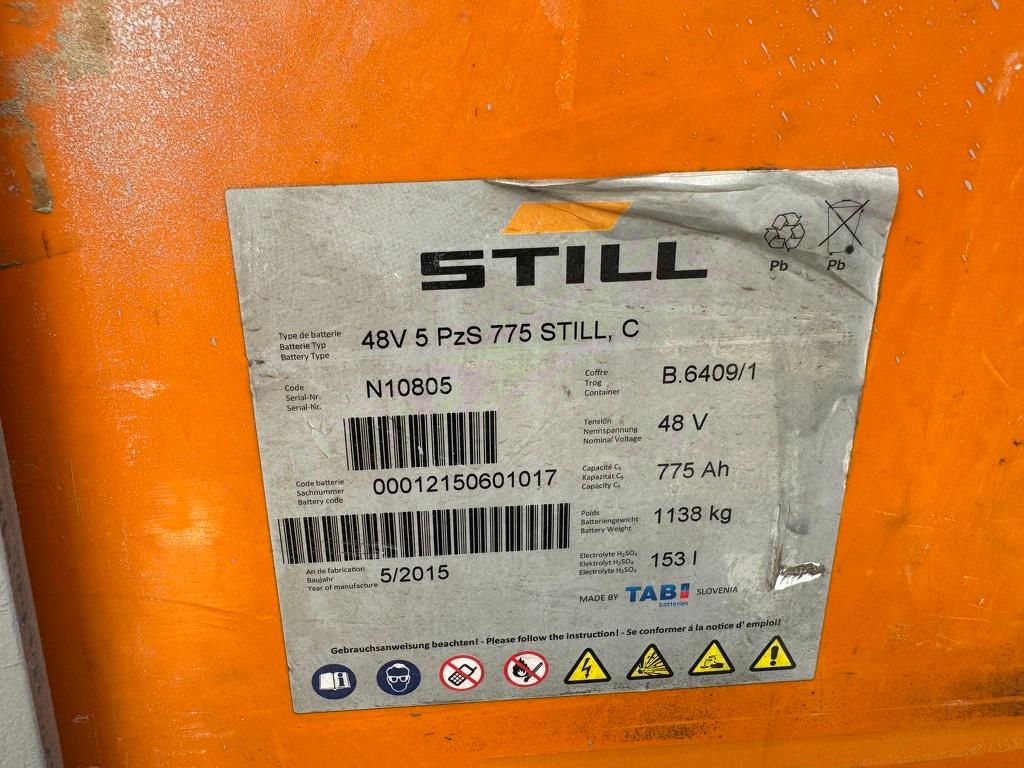 STILL
Pb
Pb
Type de batterie
Batterie Typ
Battery Type
48V 5 PzS 775 STILL, C
Code
Serial-Nr.
Serial-Nr.
N10805
Coffre
Trog
Container
B.6409/1
Tension
Nennspannung
Nominal Voltage
48 V
Code batterie
Sachnummer
Battery code
00012150601017
Capacité C₅
Kapazität C₅
Capacity C₅
775 Ah
Poids
Batteriengewicht
Battery Weight
1138 kg
An de fabrication
Baujahr
Year of manufacture
5/2015
Electrolyte H₂SO₄
Elektrolyt H₂SO₄
Electrolyte H₂SO₄
153 l
MADE BY TAB batteries SLOVENIA
Gebrauchsanweisung beachten! - Please follow the instruction! - Se conformer á la notice d' emploi!